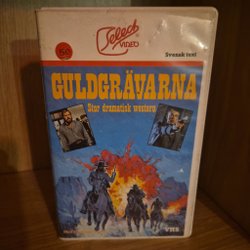 Select
VIDEO
Svensk text
GULDGRÄVARNA
Stor dramatisk western
VHS